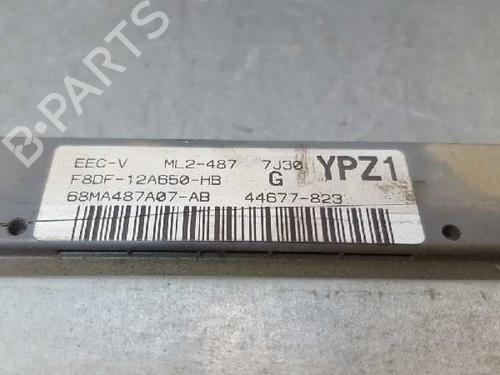 EEC-V ML2-487 7J30 YPZ1
F8DF-12A650-HB G
68MA487A07-AB 44677-823
B-PARTS